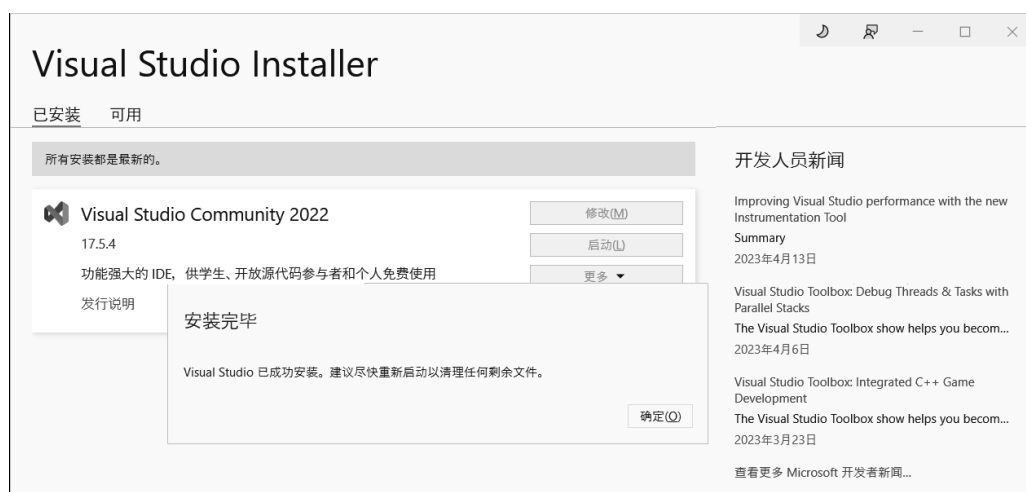 Visual Studio Installer
已安装 可用
所有安装都是最新的。
Visual Studio Community 2022
17.5.4
功能强大的 IDE，供学生、开放源代码参与者和个人免费使用
发行说明
修改(M)
启动(L)
更多
安装完毕
Visual Studio 已成功安装。建议尽快重新启动以清理任何剩余文件。
确定(O)
开发人员新闻
Improving Visual Studio performance with the new
Instrumentation Tool
Summary
2023年4月13日
Visual Studio Toolbox: Debug Threads & Tasks with
Parallel Stacks
The Visual Studio Toolbox show helps you becom...
2023年4月6日
Visual Studio Toolbox: Integrated C++ Game
Development
The Visual Studio Toolbox show helps you becom...
2023年3月23日
查看更多 Microsoft 开发者新闻...